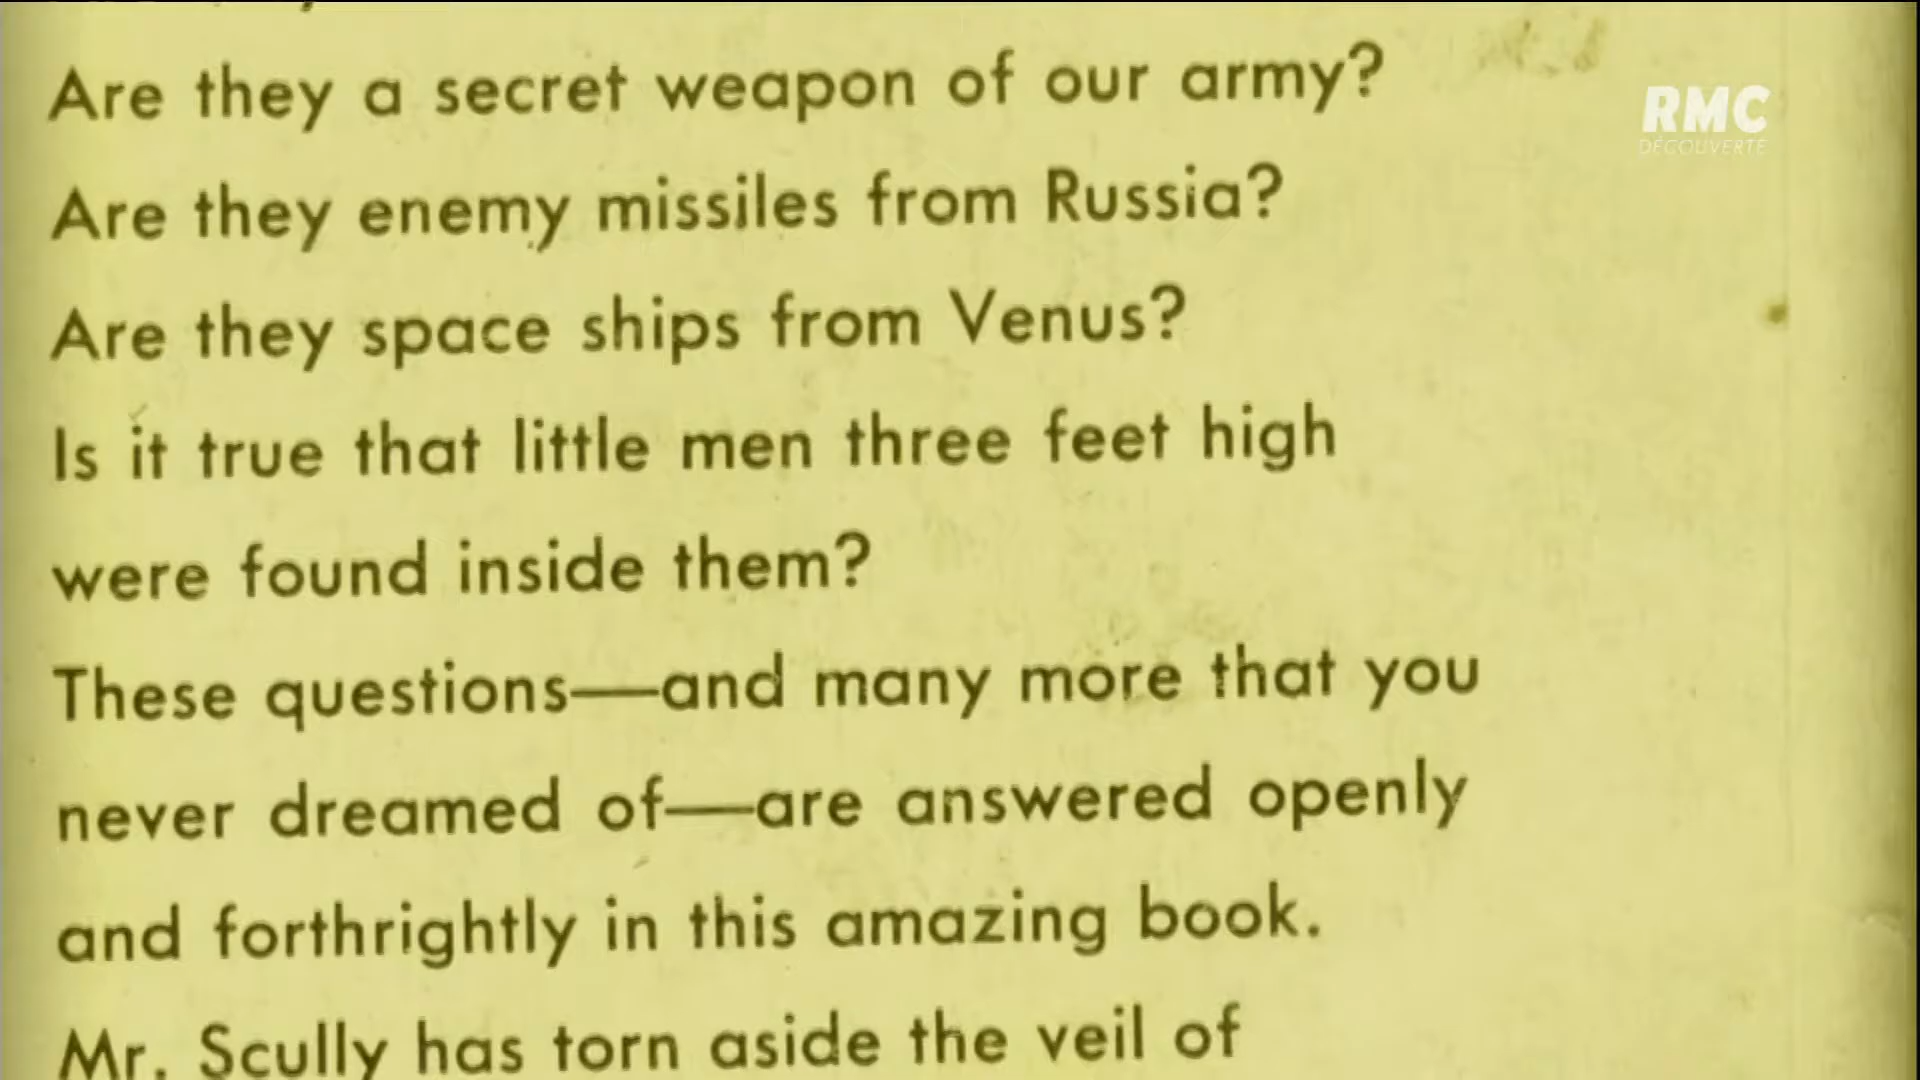 Are they a secret weapon of our army?
RMC
DÉCOUVERTE
Are they enemy missiles from Russia?
Are they space ships from Venus?
Is it true that little men three feet high
were found inside them?
These questions—and many more that you
never dreamed of—are answered openly
and forthrightly in this amazing book.
Mr. Scully has torn aside the veil of